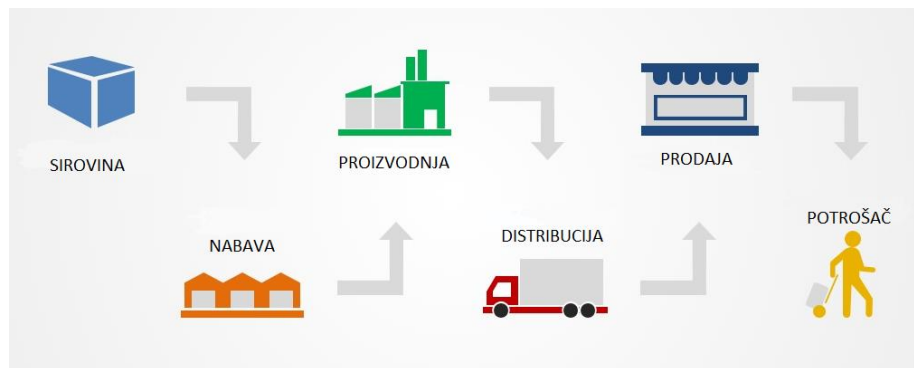 SIROVINA
NABAVA
PROIZVODNJA
DISTRIBUCIJA
PRODAJA
POTROŠAČ